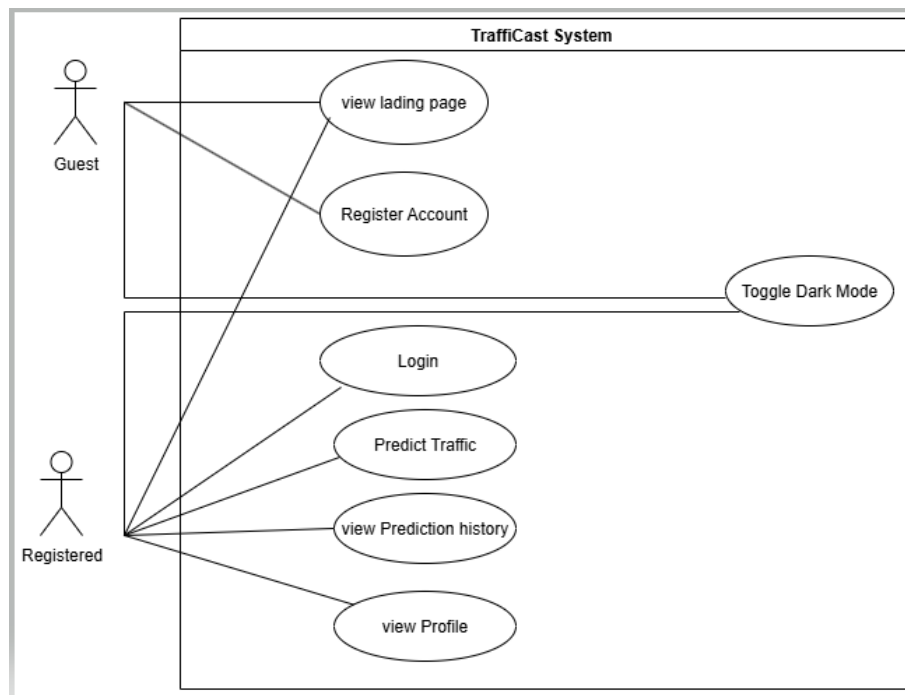 TraffiCast System
view lading page
Guest
Register Account
Toggle Dark Mode
Login
Predict Traffic
view Prediction history
Registered
view Profile